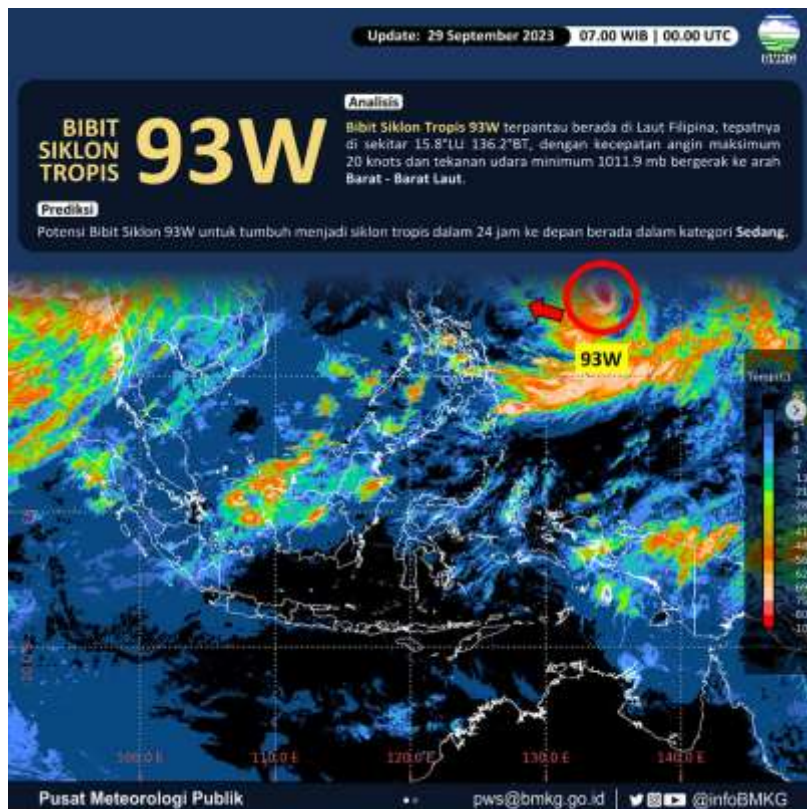 Update: 29 September 2023
07.00 WIB | 00.00 UTC
BIBIT
SIKLON
TROPIS
93W
Analisis
Bibit Siklon Tropis 93W terpantau berada di Laut Filipina, tepatnya
di sekitar 15.8°LU 136.2°BT, dengan kecepatan angin maksimum
20 knots dan tekanan udara minimum 1011.9 mb bergerak ke arah
Barat - Barat Laut.
Prediksi
Potensi Bibit Siklon 93W untuk tumbuh menjadi siklon tropis dalam 24 jam ke depan berada dalam kategori Sedang.
93W
110.0 E
120.0 E
130.0 E
140.0 E
Pusat Meteorologi Publik
pws@bmkg.go.id | @infoBMKG